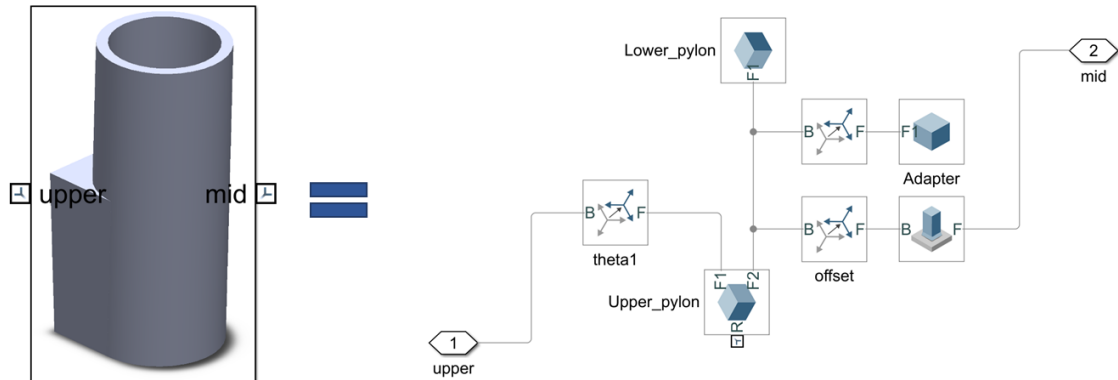 upper
mid
Lower_pylon
F1
2
mid
B
F
F1
Adapter
B
F
theta1
B
F
offset
B
F
F1
F2
Upper_pylon
R
1
upper